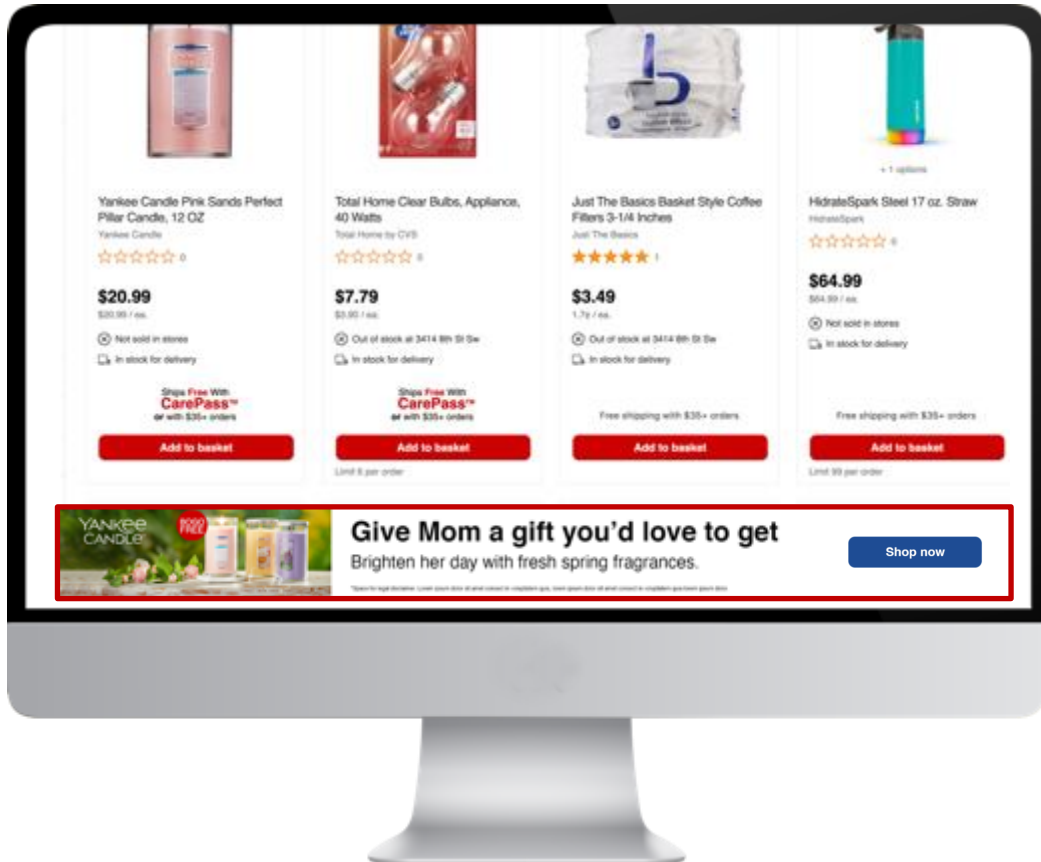 + 1 options
Yankee Candle Pink Sands Perfect
Pillar Candle, 12 OZ
Yankee Candle
0
$20.99
$20.99 / ea.
Not sold in stores
In stock for delivery
Ships Free With
CarePass™
or with $35+ orders
Add to basket
Total Home Clear Bulbs, Appliance,
40 Watts
Total Home by CVS
0
$7.79
$3.90 / ea.
Out of stock at 3414 8th St Sw
In stock for delivery
Ships Free With
CarePass™
or with $35+ orders
Add to basket
Limit 6 per order
Just The Basics Basket Style Coffee
Filters 3-1/4 Inches
Just The Basics
1
$3.49
1.7¢ / ea.
Out of stock at 3414 8th St Sw
In stock for delivery
Free shipping with $35+ orders
Add to basket
HidrateSpark Steel 17 oz. Straw
HidrateSpark
0
$64.99
$64.99 / ea.
Not sold in stores
In stock for delivery
Free shipping with $35+ orders
Add to basket
Limit 99 per order
YANKEE
CANDLE
BOGO
FREE
Give Mom a gift you’d love to get
Brighten her day with fresh spring fragrances.
Shop now